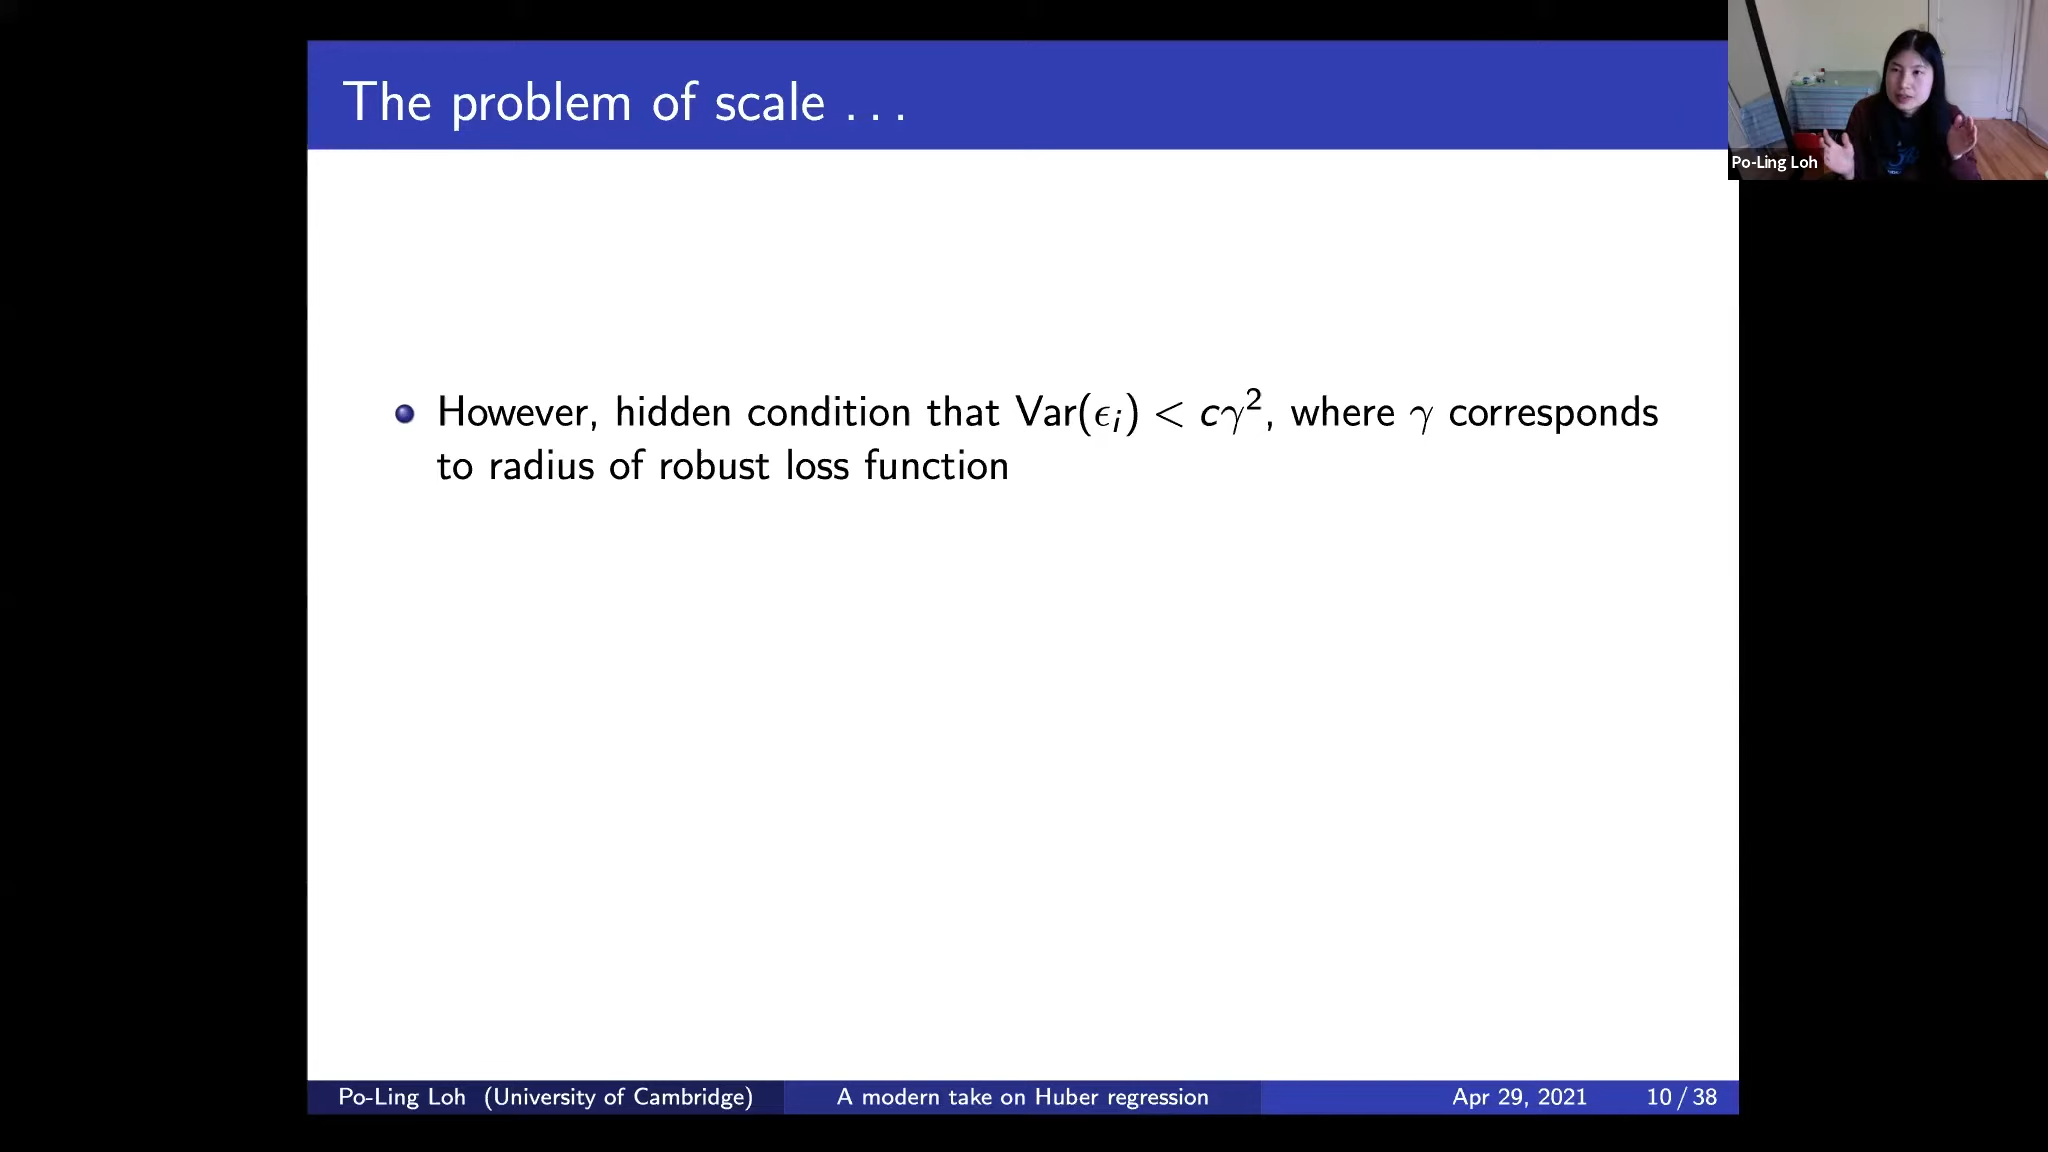 The problem of scale . . .
Po-Ling Loh
However, hidden condition that Var(ϵᵢ) < cγ², where γ corresponds
to radius of robust loss function
Po-Ling Loh (University of Cambridge) A modern take on Huber regression Apr 29, 2021 10 / 38